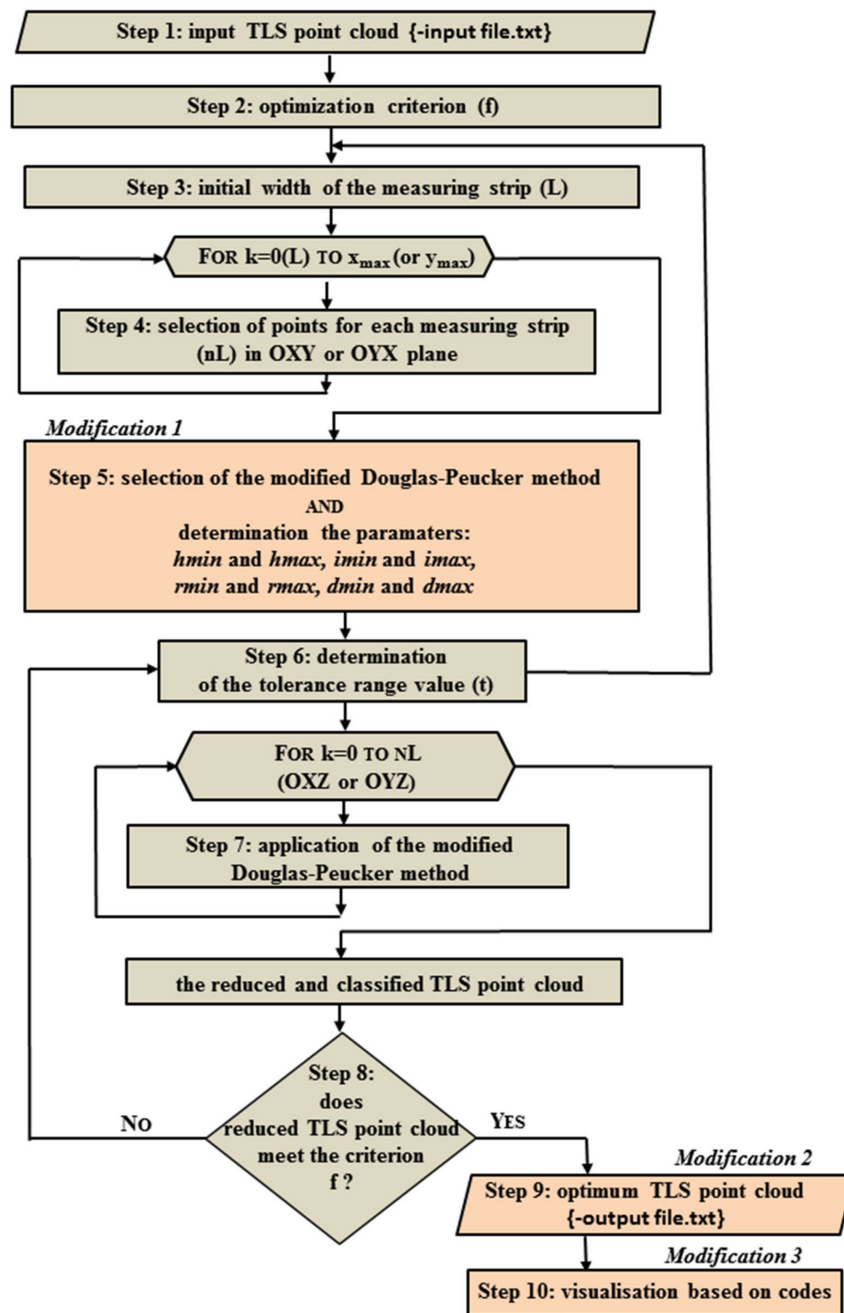 Step 1: input TLS point cloud {-input file.txt}
Step 2: optimization criterion (f)
Step 3: initial width of the measuring strip (L)
FOR k=0(L) TO xmax (or ymax)
Step 4: selection of points for each measuring strip
(nL) in OXY or OYX plane
Modification 1
Step 5: selection of the modified Douglas-Peucker method
AND
determination the paramaters:
hmin and hmax, imin and imax,
rmin and rmax, dmin and dmax
Step 6: determination
of the tolerance range value (t)
FOR k=0 TO NL
(OXZ or OYZ)
Step 7: application of the modified
Douglas-Peucker method
the reduced and classified TLS point cloud
Step 8:
does
reduced TLS point cloud
meet the criterion
f ?
NO
YES
Modification 2
Step 9: optimum TLS point cloud
{-output file.txt}
Modification 3
Step 10: visualisation based on codes